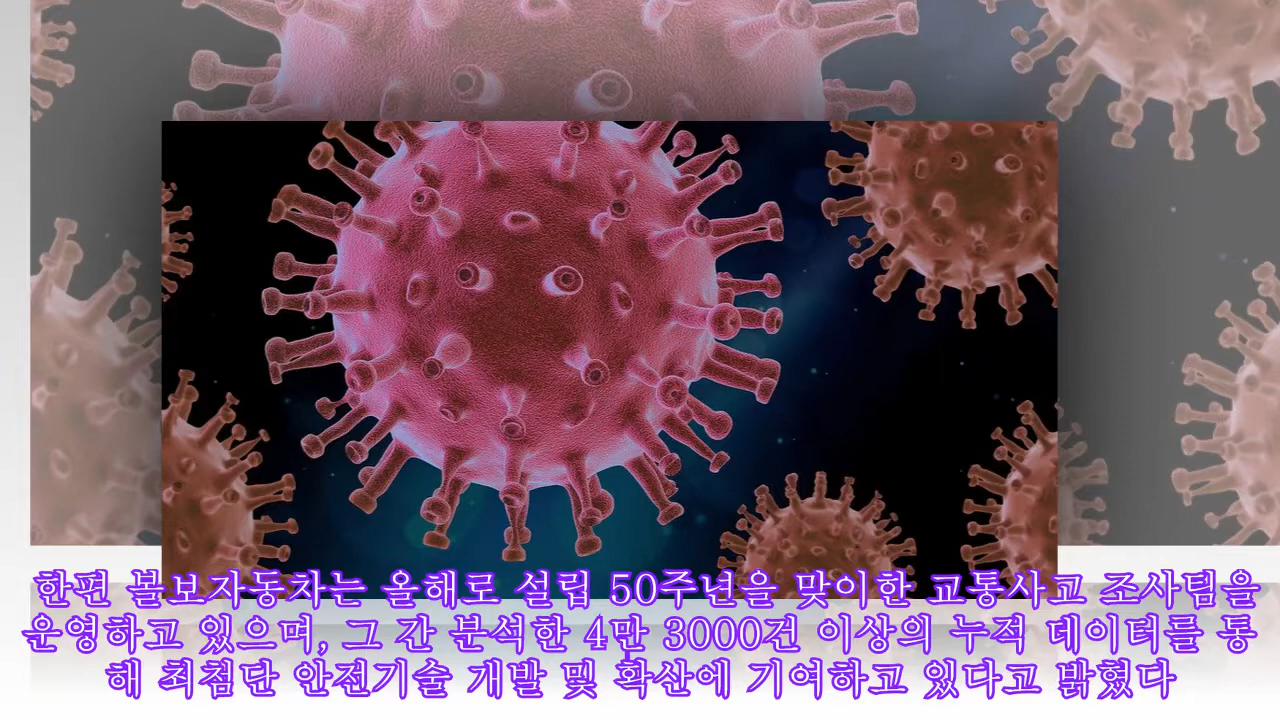 한편 볼보자동차는 올해로 설립 50주년을 맞이한 교통사고 조사팀을
운영하고 있으며, 그 간 분석한 4만 3000건 이상의 누적 데이터를 통
해 최첨단 안전기술 개발 및 확산에 기여하고 있다고 밝혔다